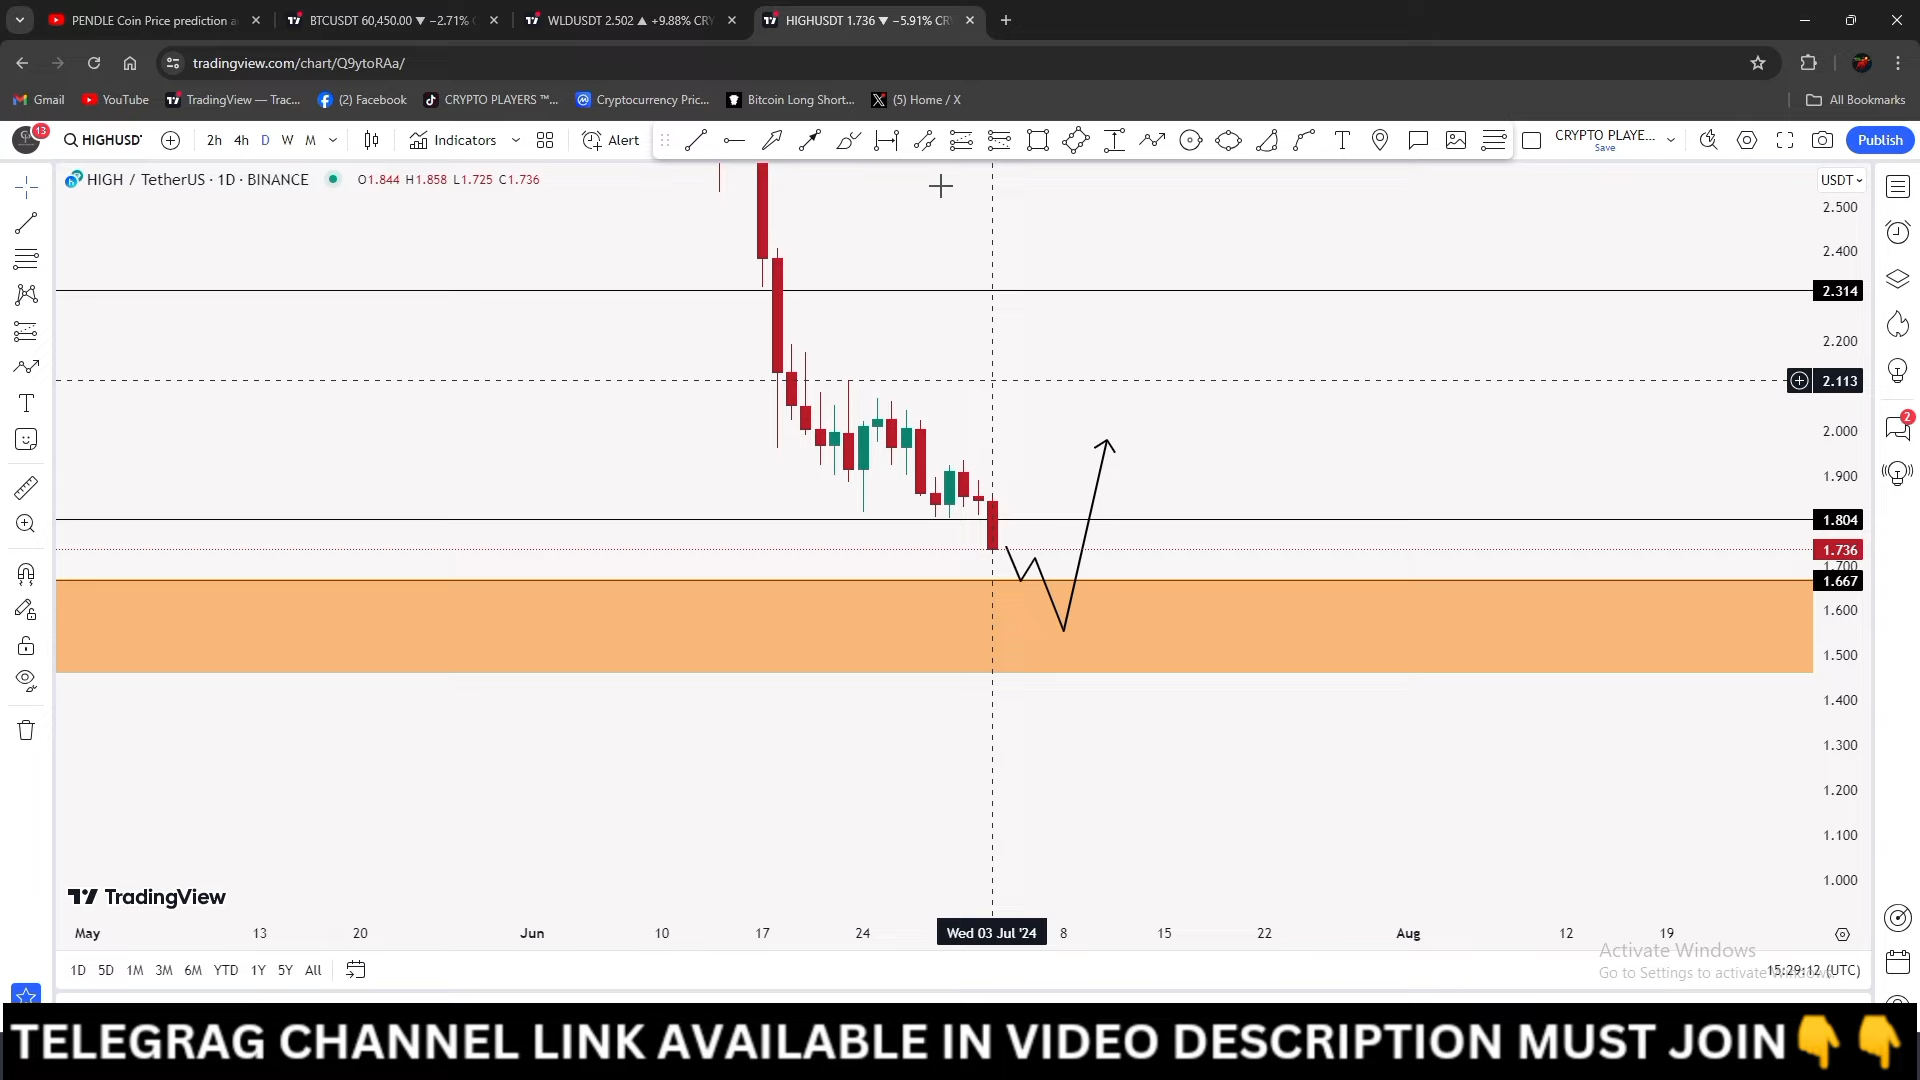 PENDLE Coin Price prediction a
BTCUSDT 60,450.00 ▼ −2.71% C
WLDUSDT 2.502 ▲ +9.88% CRY
HIGHUSDT 1.736 ▼ −5.91% CR
tradingview.com/chart/Q9ytoRAa/
Gmail
YouTube
TradingView — Trac...
(2) Facebook
CRYPTO PLAYERS ™...
Cryptocurrency Pric...
Bitcoin Long Short...
(5) Home / X
All Bookmarks
13
HIGHUSD
2h 4h D W M
Indicators
Alert
CRYPTO PLAYE...
Save
Publish
HIGH / TetherUS · 1D · BINANCE
O1.844 H1.858 L1.725 C1.736
USDT
2.500
2.400
2.314
2.200
2.113
2.000
1.900
1.804
1.736
1.700
1.667
1.600
1.500
1.400
1.300
1.200
1.100
1.000
2
TradingView
May 13 20 Jun 10 17 24 Wed 03 Jul '24 8 15 22 Aug 12 19
1D 5D 1M 3M 6M YTD 1Y 5Y All
Activate Windows
Go to Settings to activate Windows.
15:29:12 (UTC)
TELEGRAG CHANNEL LINK AVAILABLE IN VIDEO DESCRIPTION MUST JOIN👇👇